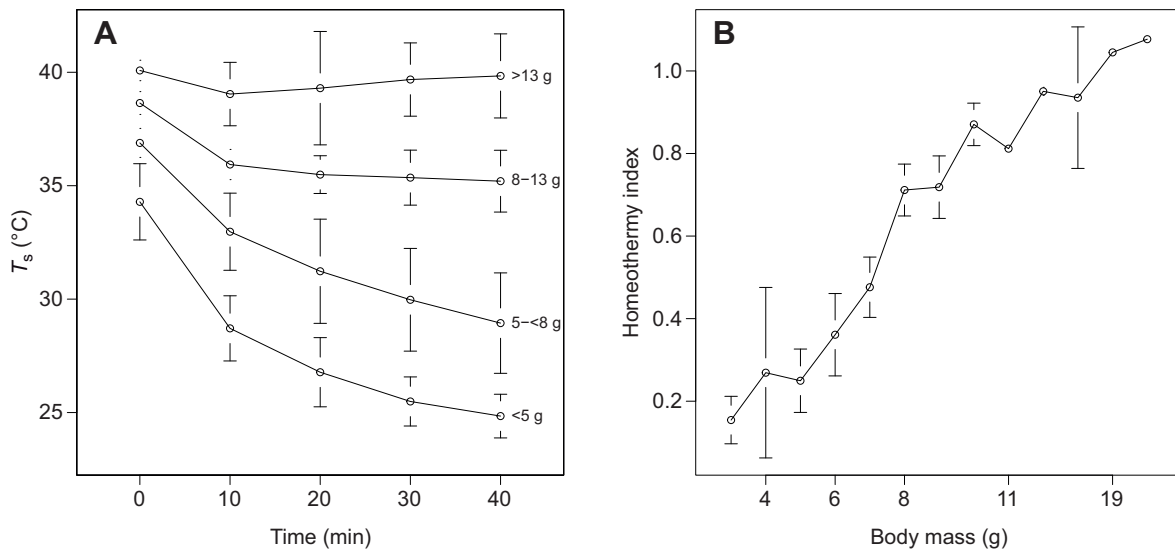 A
40
35
30
25
Ts (°C)
>13 g
8−13 g
5−<8 g
<5 g
0 10 20 30 40
Time (min)
B
1.0
0.8
0.6
0.4
0.2
Homeothermy index
4 6 8 11 19
Body mass (g)